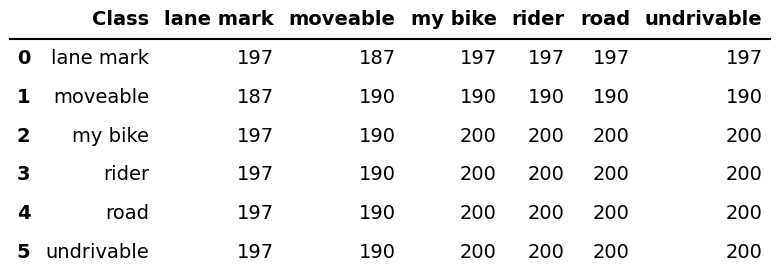 Class lane mark moveable my bike rider road undrivable
0 lane mark 197 187 197 197 197 197
1 moveable 187 190 190 190 190 190
2 my bike 197 190 200 200 200 200
3 rider 197 190 200 200 200 200
4 road 197 190 200 200 200 200
5 undrivable 197 190 200 200 200 200